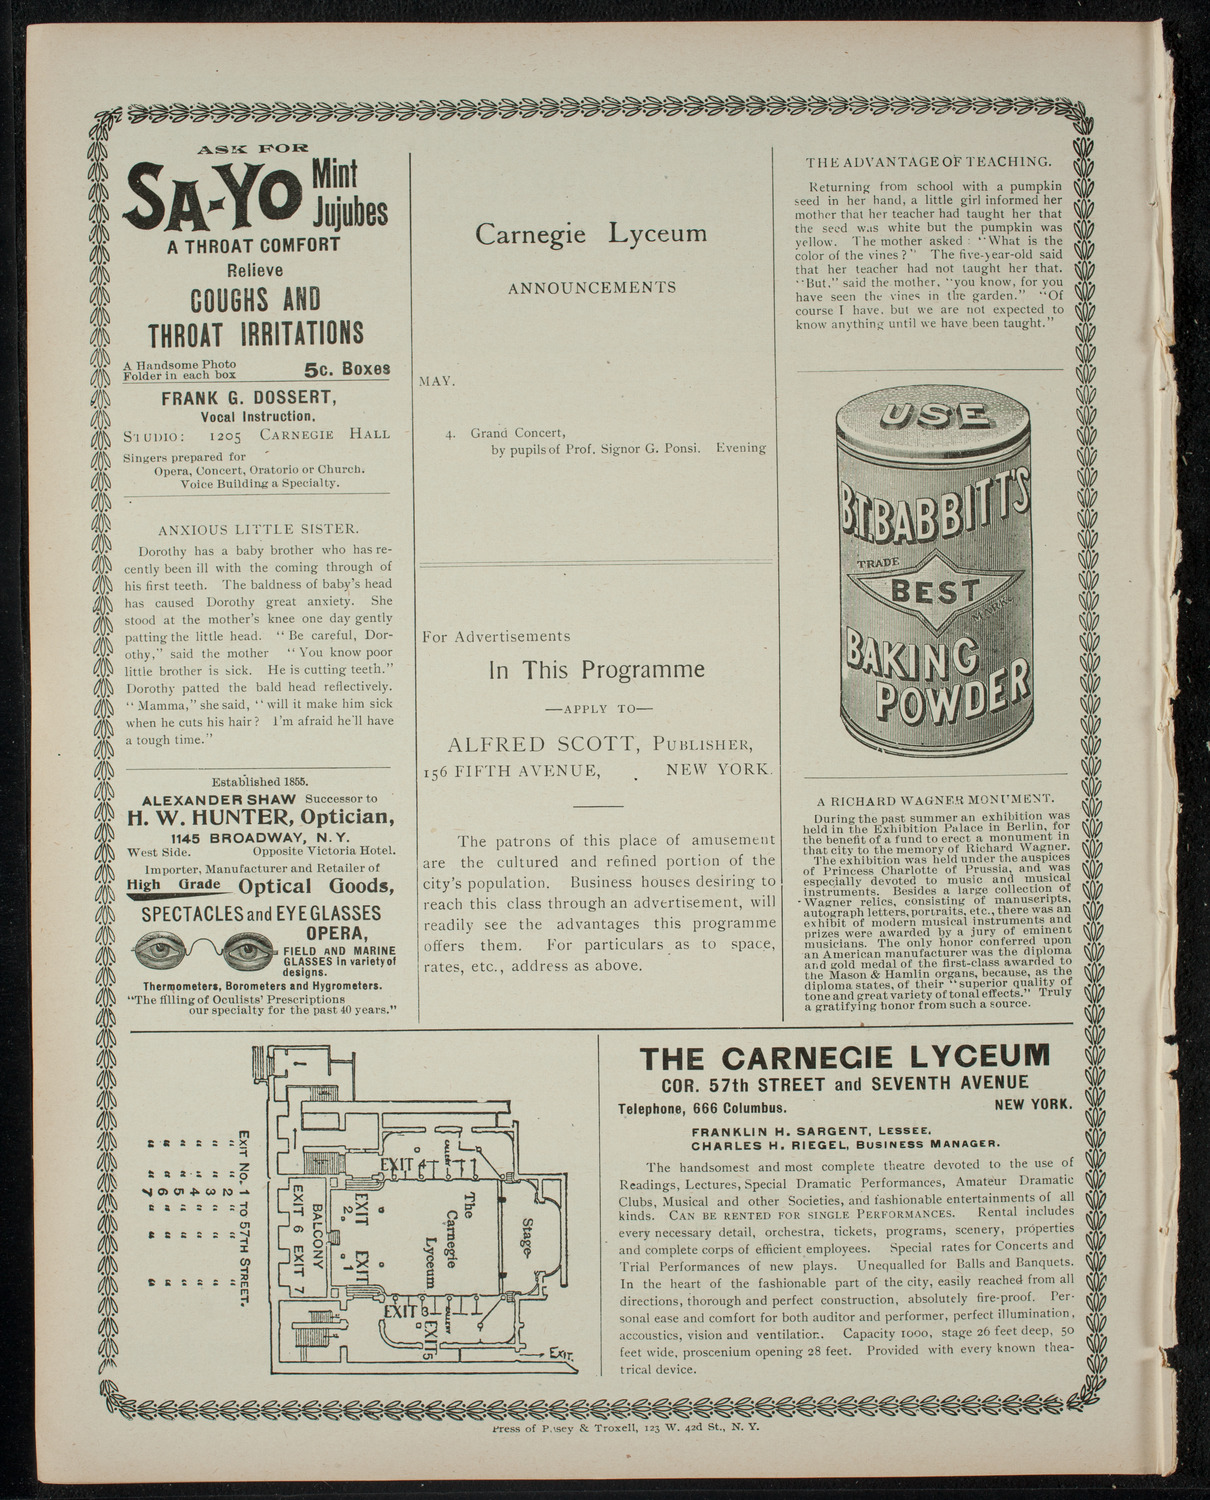 ASK FOR
SA-YO Mint
Jujubes
A THROAT COMFORT
Relieve
COUGHS AND
THROAT IRRITATIONS
A Handsome Photo
Folder in each box 5c. Boxes
FRANK G. DOSSERT,
Vocal Instruction.
STUDIO: 1205 CARNEGIE HALL
Singers prepared for
Opera, Concert, Oratorio or Church.
Voice Building a Specialty.
ANXIOUS LITTLE SISTER.
Dorothy has a baby brother who has re-
cently been ill with the coming through of
his first teeth. The baldness of baby's head
has caused Dorothy great anxiety. She
stood at the mother's knee one day gently
patting the little head. "Be careful, Dor-
othy," said the mother "You know poor
little brother is sick. He is cutting teeth."
Dorothy patted the bald head reflectively.
"Mamma," she said, "will it make him sick
when he cuts his hair? I'm afraid he'll have
a tough time."
Established 1855.
ALEXANDER SHAW Successor to
H. W. HUNTER, Optician,
1145 BROADWAY, N. Y.
West Side. Opposite Victoria Hotel.
Importer, Manufacturer and Retailer of
High Grade Optical Goods,
SPECTACLES and EYEGLASSES
OPERA,
FIELD AND MARINE
GLASSES in variety of
designs.
Thermometers, Borometers and Hygrometers.
"The filling of Oculists' Prescriptions
our specialty for the past 40 years."
Carnegie Lyceum
ANNOUNCEMENTS
MAY.
4. Grand Concert,
by pupils of Prof. Signor G. Ponsi. Evening
For Advertisements
In This Programme
—APPLY TO—
ALFRED SCOTT, PUBLISHER,
156 FIFTH AVENUE, NEW YORK.
The patrons of this place of amusement
are the cultured and refined portion of the
city's population. Business houses desiring to
reach this class through an advertisement, will
readily see the advantages this programme
offers them. For particulars as to space,
rates, etc., address as above.
THE ADVANTAGE OF TEACHING.
Returning from school with a pumpkin
seed in her hand, a little girl informed her
mother that her teacher had taught her that
the seed was white but the pumpkin was
yellow. The mother asked: "What is the
color of the vines?" The five-year-old said
that her teacher had not taught her that.
"But," said the mother, "you know, for you
have seen the vines in the garden." "Of
course I have, but we are not expected to
know anything until we have been taught."
USE
B.T. BABBITT'S
TRADE
BEST
MARK
BAKING
POWDER
A RICHARD WAGNER MONUMENT.
During the past summer an exhibition was
held in the Exhibition Palace in Berlin, for
the benefit of a fund to erect a monument in
that city to the memory of Richard Wagner.
The exhibition was held under the auspices
of Princess Charlotte of Prussia, and was
especially devoted to music and musical
instruments. Besides a large collection of
Wagner relics, consisting of manuscripts,
autograph letters, portraits, etc., there was an
exhibit of modern musical instruments and
prizes were awarded by a jury of eminent
musicians. The only honor conferred upon
an American manufacturer was the diploma
and gold medal of the first-class awarded to
the Mason & Hamlin organs, because, as the
diploma states, of their "superior quality of
tone and great variety of tonal effects." Truly
a gratifying honor from such a source.
EXIT NO. 1 TO 57TH STREET.
" " 2 " " "
" " 3 " " "
" " 4 " " "
" " 5 " " "
" " 6 " " "
" " 7 " " "
BALCONY
EXIT 6 EXIT 7
EXIT 2
EXIT 1
EXIT 4
GALLERY
The
Carnegie
Lyceum
Stage
EXIT 3
GALLERY
EXIT 5
EXIT.
THE CARNEGIE LYCEUM
COR. 57th STREET and SEVENTH AVENUE
Telephone, 666 Columbus. NEW YORK.
FRANKLIN H. SARGENT, LESSEE.
CHARLES H. RIEGEL, BUSINESS MANAGER.
The handsomest and most complete theatre devoted to the use of
Readings, Lectures, Special Dramatic Performances, Amateur Dramatic
Clubs, Musical and other Societies, and fashionable entertainments of all
kinds. CAN BE RENTED FOR SINGLE PERFORMANCES. Rental includes
every necessary detail, orchestra, tickets, programs, scenery, properties
and complete corps of efficient employees. Special rates for Concerts and
Trial Performances of new plays. Unequalled for Balls and Banquets.
In the heart of the fashionable part of the city, easily reached from all
directions, thorough and perfect construction, absolutely fire-proof. Per-
sonal ease and comfort for both auditor and performer, perfect illumination,
accoustics, vision and ventilation. Capacity 1000, stage 26 feet deep, 50
feet wide, proscenium opening 28 feet. Provided with every known thea-
trical device.
Press of Pusey & Troxell, 123 W. 42d St., N. Y.